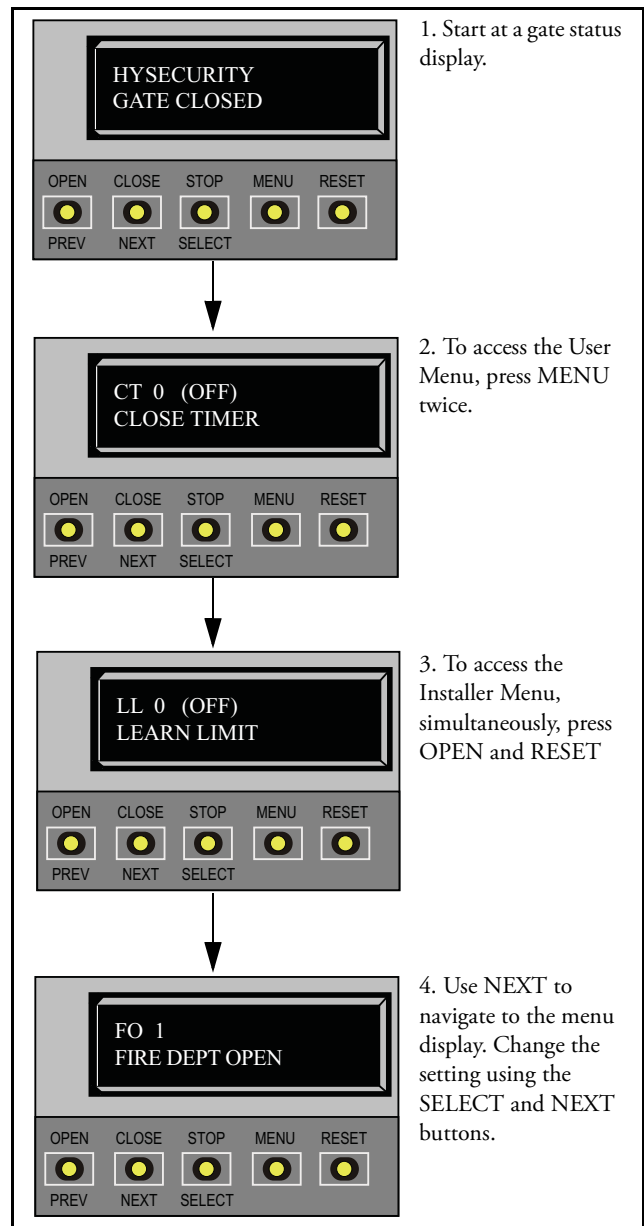 HYSECURITY
GATE CLOSED
OPEN CLOSE STOP MENU RESET
PREV NEXT SELECT
1. Start at a gate status
display.
CT 0 (OFF)
CLOSE TIMER
OPEN CLOSE STOP MENU RESET
PREV NEXT SELECT
2. To access the User
Menu, press MENU
twice.
LL 0 (OFF)
LEARN LIMIT
OPEN CLOSE STOP MENU RESET
PREV NEXT SELECT
3. To access the
Installer Menu,
simultaneously, press
OPEN and RESET
FO 1
FIRE DEPT OPEN
OPEN CLOSE STOP MENU RESET
PREV NEXT SELECT
4. Use NEXT to
navigate to the menu
display. Change the
setting using the
SELECT and NEXT
buttons.